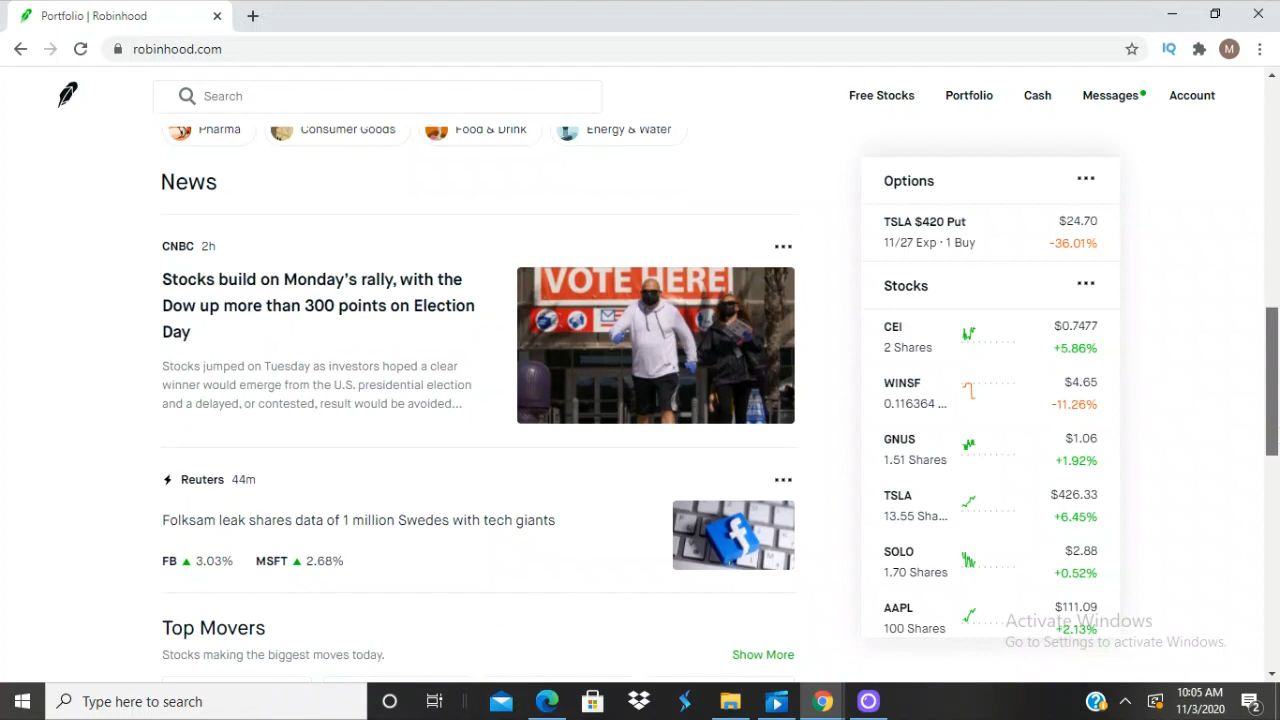 Portfolio | Robinhood
robinhood.com
IQ
M
Search
Free Stocks
Portfolio
Cash
Messages
Account
Pharma
Consumer Goods
Food & Drink
Energy & Water
News
CNBC 2h
Stocks build on Monday's rally, with the
Dow up more than 300 points on Election
Day
Stocks jumped on Tuesday as investors hoped a clear
winner would emerge from the U.S. presidential election
and a delayed, or contested, result would be avoided...
VOTE HERE!
Reuters 44m
Folksam leak shares data of 1 million Swedes with tech giants
FB 3.03% MSFT 2.68%
Top Movers
Stocks making the biggest moves today.
Show More
Options
TSLA $420 Put $24.70
11/27 Exp · 1 Buy -36.01%
Stocks
CEI $0.7477
2 Shares +5.86%
WINSF $4.65
0.116364 ... -11.26%
GNUS $1.06
1.51 Shares +1.92%
TSLA $426.33
13.55 Sha... +6.45%
SOLO $2.88
1.70 Shares +0.52%
AAPL $111.09
100 Shares +2.13%
Activate Windows
Go to Settings to activate Windows.
Type here to search
10:05 AM
11/3/2020
2